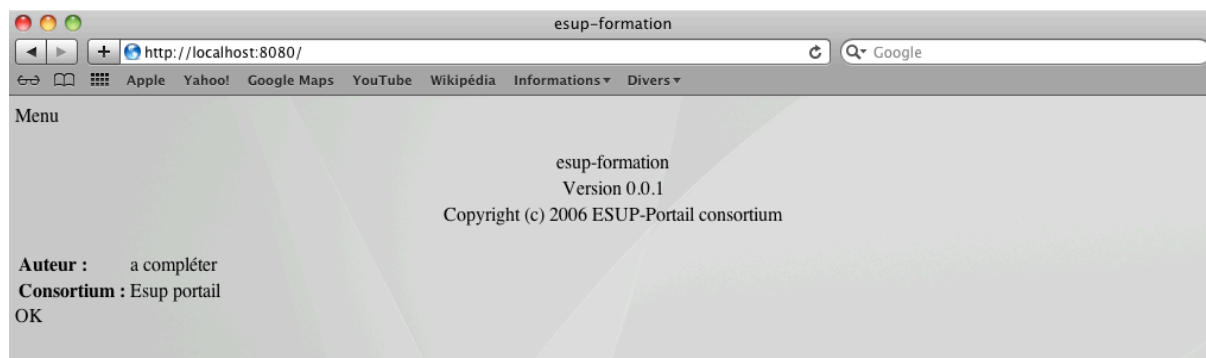 esup-formation
http://localhost:8080/
Google
Apple Yahoo! Google Maps YouTube Wikipédia Informations Divers
Menu
esup-formation
Version 0.0.1
Copyright (c) 2006 ESUP-Portail consortium
Auteur : a compléter
Consortium : Esup portail
OK